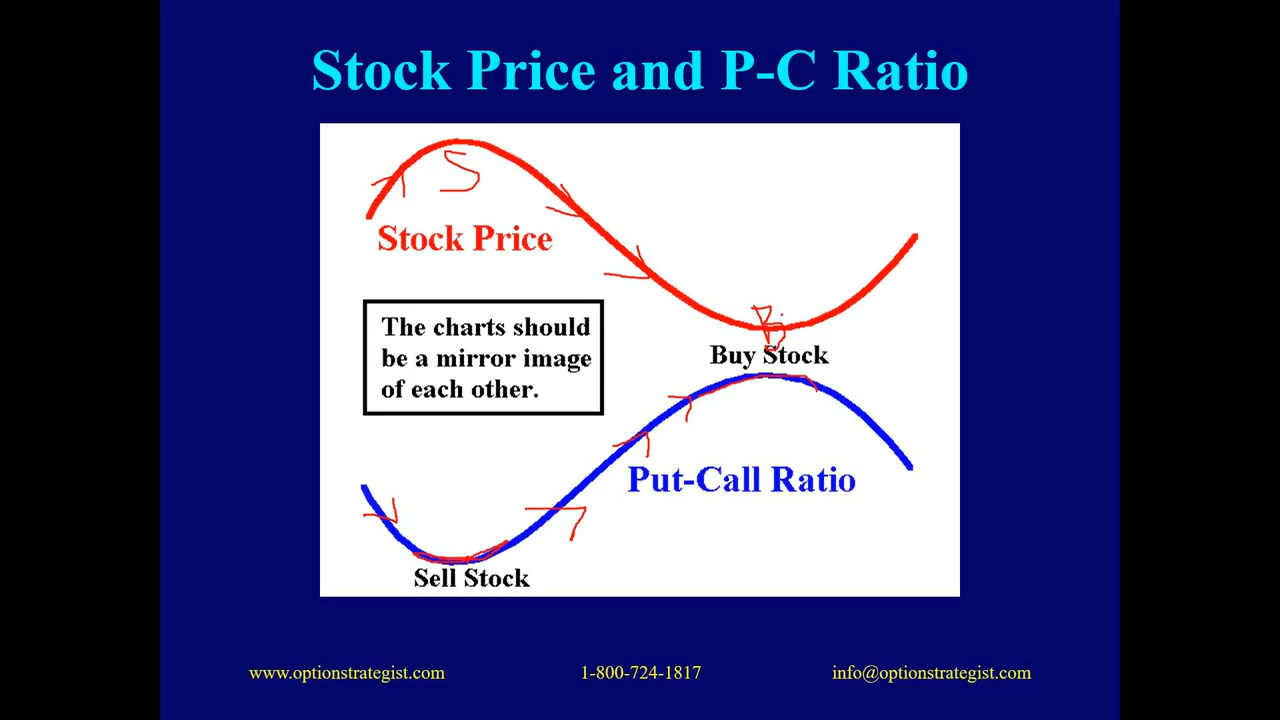 Stock Price and P-C Ratio
S
Stock Price
The charts should
be a mirror image
of each other.
B
Buy Stock
Put-Call Ratio
Sell Stock
www.optionstrategist.com
1-800-724-1817
info@optionstrategist.com